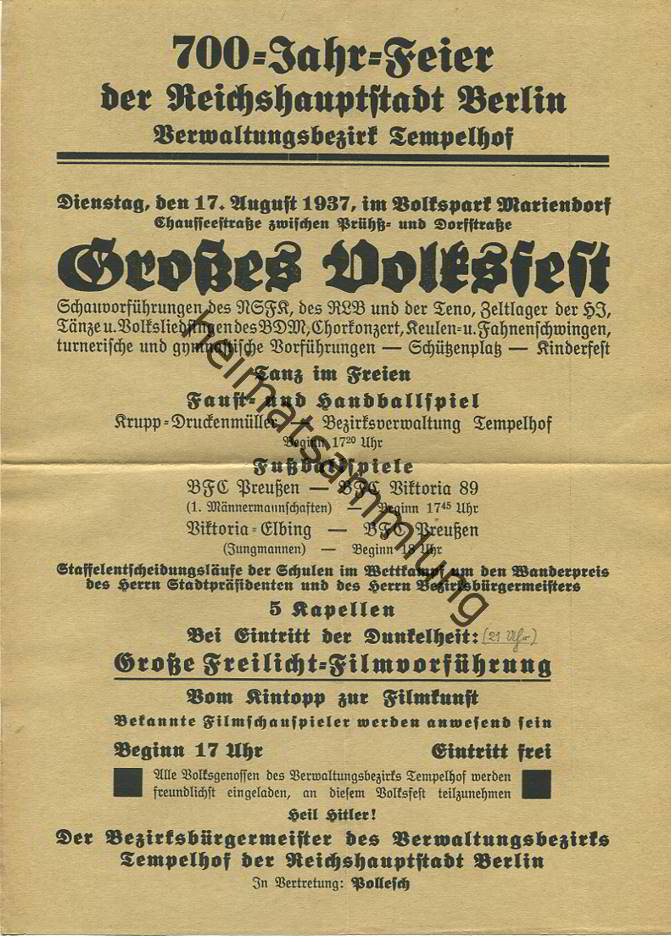 700-Jahr-Feier
der Reichshauptstadt Berlin
Verwaltungsbezirk Tempelhof
Dienstag, den 17. August 1937, im Volkspark Mariendorf
Chausseestraße zwischen Prühß- und Dorfstraße
Großes Volksfest
Schauvorführungen des NSFK, des RLB und der Teno, Zeltlager der HJ,
Tänze u. Volksliedsingen des BDM, Chorkonzert, Keulen- u. Fahnenschwingen,
turnerische und gymnastische Vorführungen — Schützenplatz — Kinderfest
Tanz im Freien
Faust- und Handballspiel
Krupp-Druckenmüller — Bezirksverwaltung Tempelhof
Beginn 17²⁰ Uhr
Fußballspiele
BFC Preußen — BFC Viktoria 89
(1. Männermannschaften) — Beginn 17⁴⁵ Uhr
Viktoria-Elbing — BFC Preußen
(Jungmannen) — Beginn 18 Uhr
Staffelentscheidungsläufe der Schulen im Wettkampf um den Wanderpreis
des Herrn Stadtpräsidenten und des Herrn Bezirksbürgermeisters
5 Kapellen
Bei Eintritt der Dunkelheit: (21 Uhr)
Große Freilicht-Filmvorführung
Vom Kintopp zur Filmkunst
Bekannte Filmschauspieler werden anwesend sein
Beginn 17 Uhr Eintritt frei
Alle Volksgenossen des Verwaltungsbezirks Tempelhof werden
freundlichst eingeladen, an diesem Volksfest teilzunehmen
Heil Hitler!
Der Bezirksbürgermeister des Verwaltungsbezirks
Tempelhof der Reichshauptstadt Berlin
In Vertretung: Pollesch
heimatsammlung